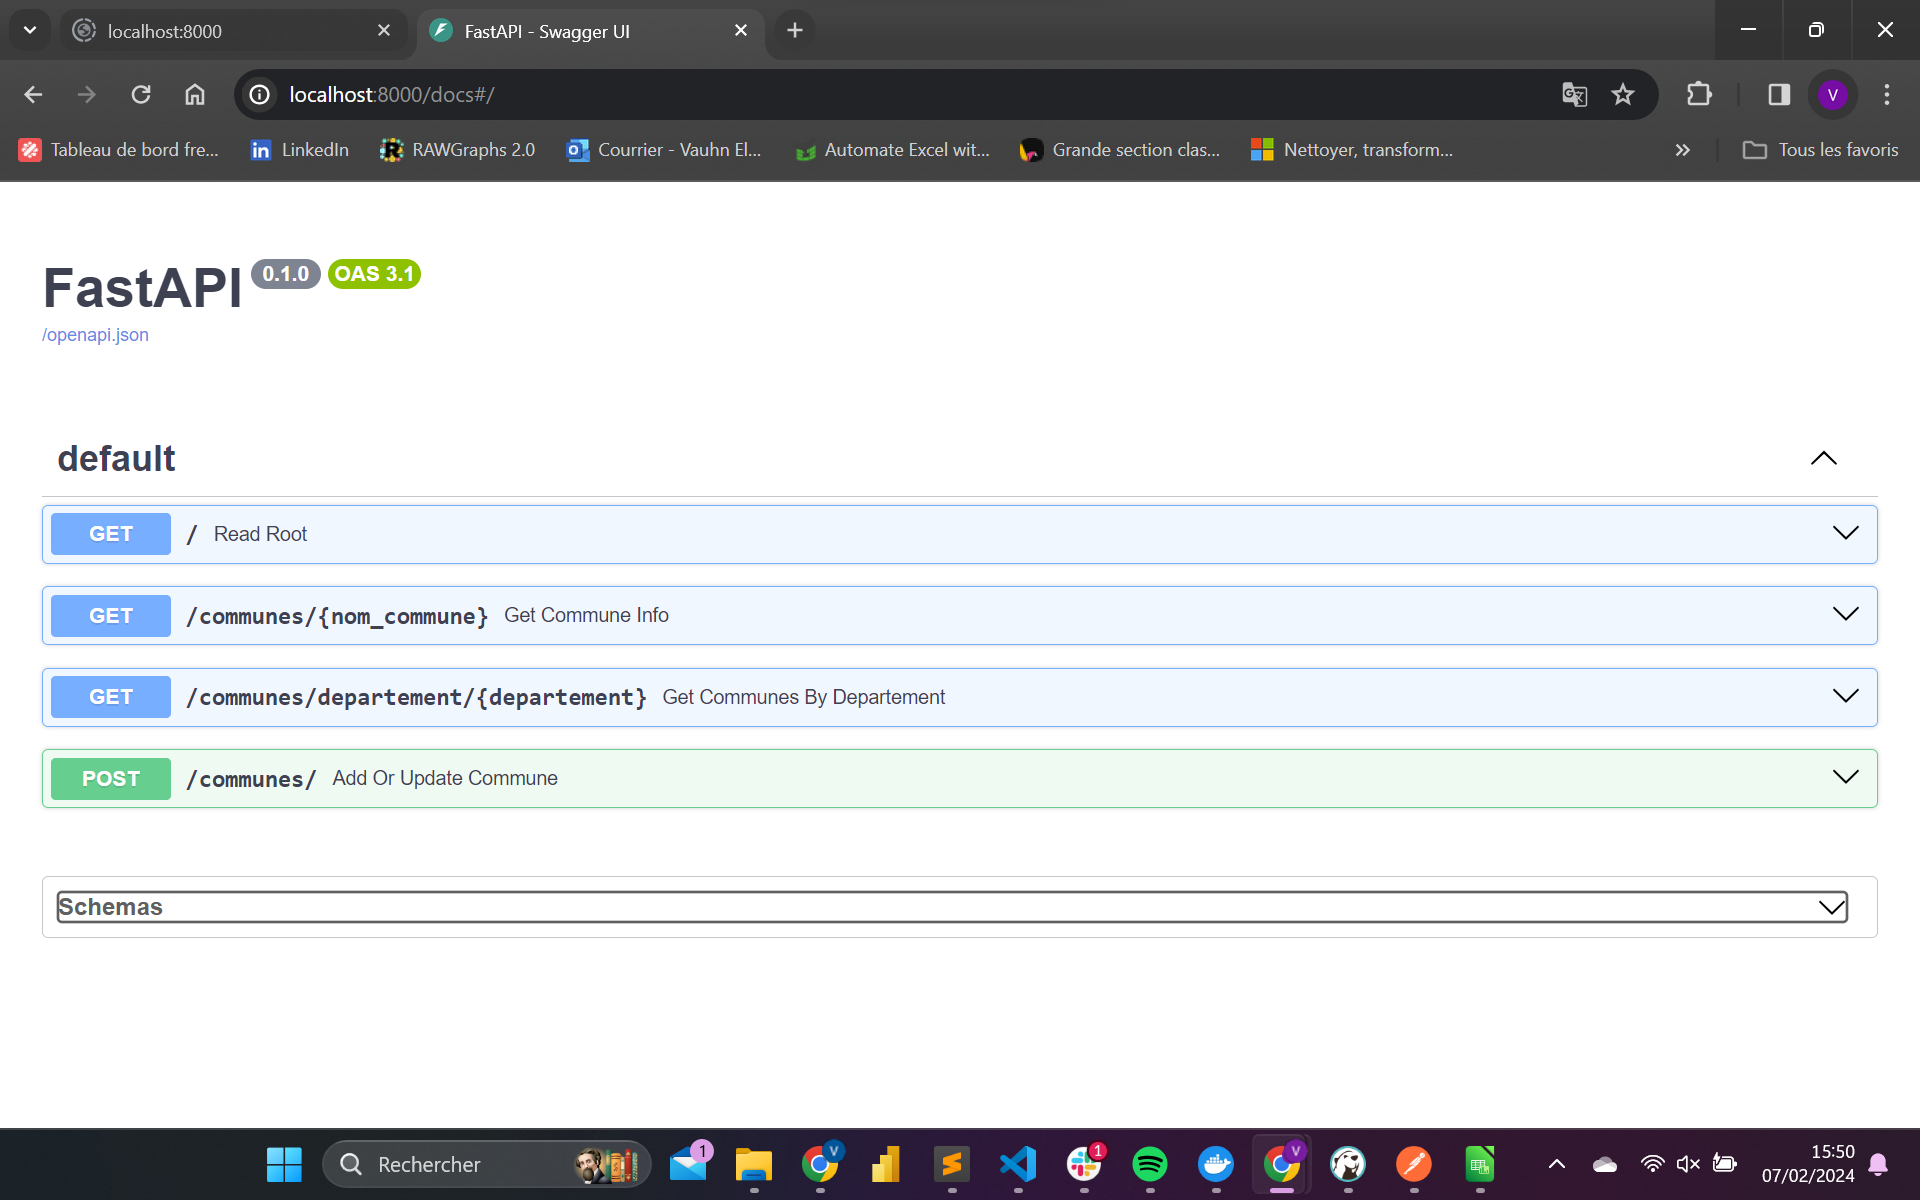 localhost:8000
FastAPI - Swagger UI
localhost:8000/docs#/
V
Tableau de bord fre...
LinkedIn
RAWGraphs 2.0
Courrier - Vauhn El...
Automate Excel wit...
Grande section clas...
Nettoyer, transform...
Tous les favoris
FastAPI 0.1.0 OAS 3.1
/openapi.json
default
GET / Read Root
GET /communes/{nom_commune} Get Commune Info
GET /communes/departement/{departement} Get Communes By Departement
POST /communes/ Add Or Update Commune
Schemas
Rechercher
1
V
1
V
15:50
07/02/2024